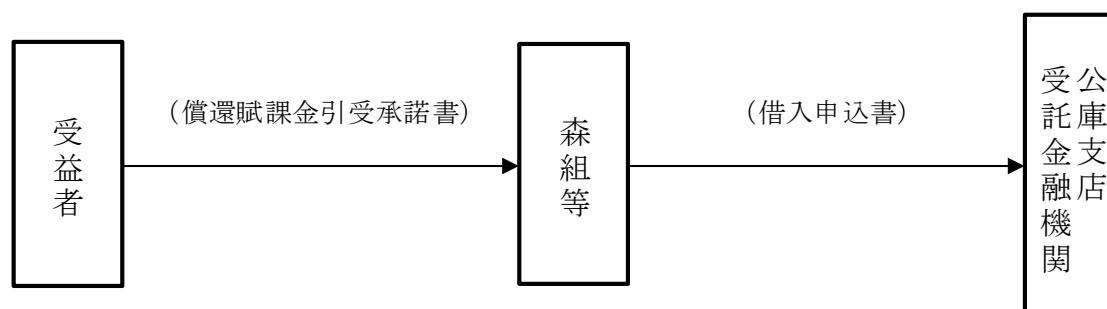 受益者
（償還賦課金引受承諾書）
森組等
（借入申込書）
公庫支店
受託金融機関